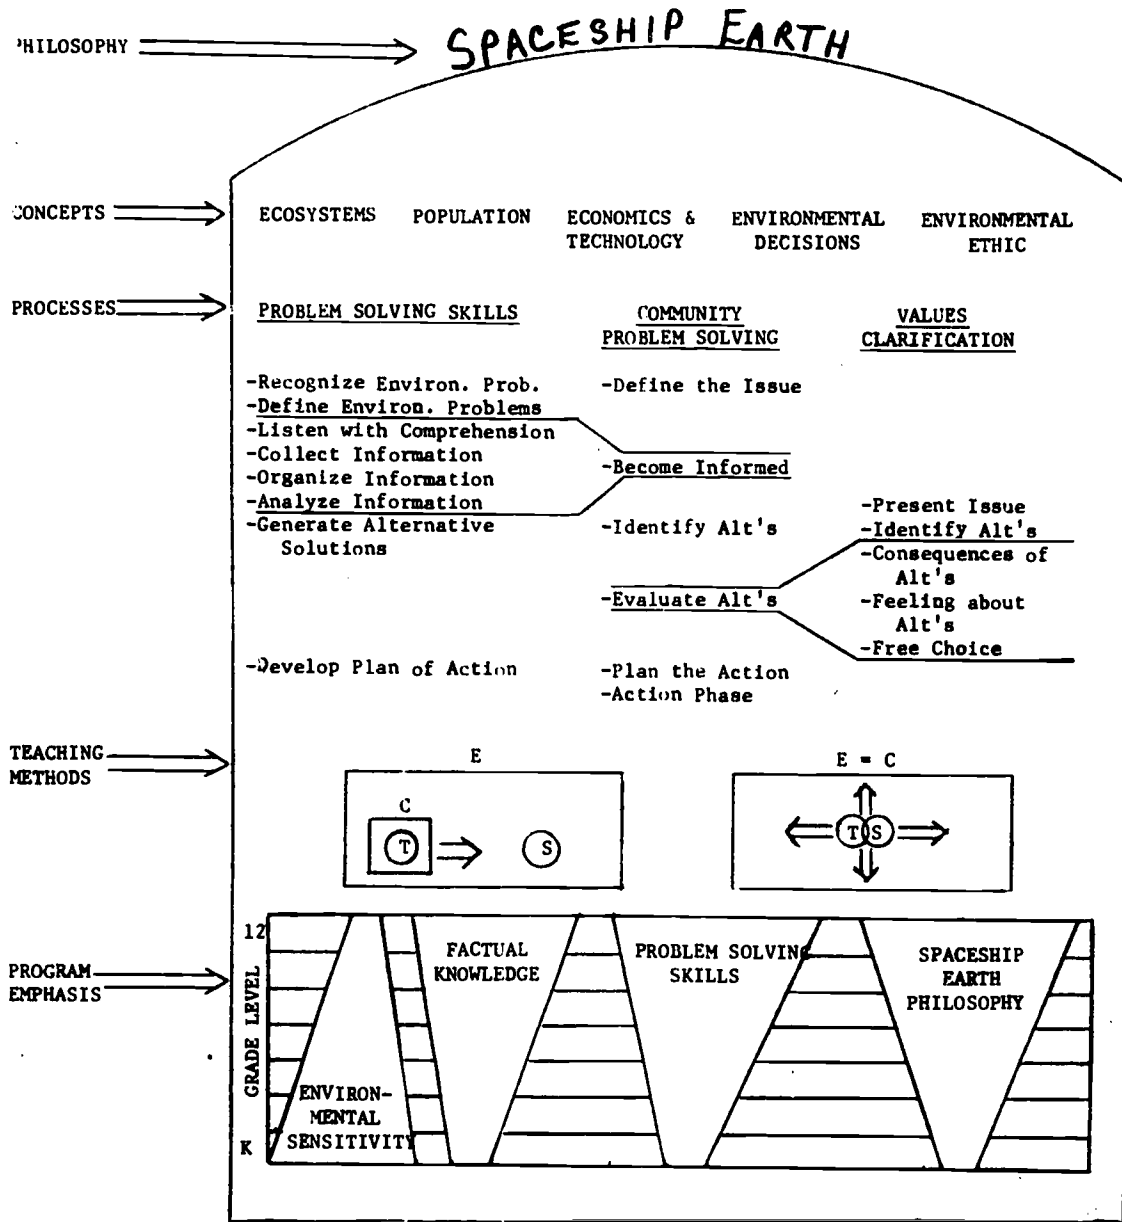 PHILOSOPHY
SPACESHIP EARTH
CONCEPTS
ECOSYSTEMS POPULATION ECONOMICS & ENVIRONMENTAL ENVIRONMENTAL
TECHNOLOGY DECISIONS ETHIC
PROCESSES
PROBLEM SOLVING SKILLS
COMMUNITY
PROBLEM SOLVING
VALUES
CLARIFICATION
-Recognize Environ. Prob.
-Define Environ. Problems
-Listen with Comprehension
-Collect Information
-Organize Information
-Analyze Information
-Generate Alternative
Solutions
-Develop Plan of Action
-Define the Issue
-Become Informed
-Identify Alt's
-Evaluate Alt's
-Plan the Action
-Action Phase
-Present Issue
-Identify Alt's
-Consequences of
Alt's
-Feeling about
Alt's
-Free Choice
TEACHING
METHODS
E
C
T
S
E = C
T S
PROGRAM
EMPHASIS
12
GRADE LEVEL
K
ENVIRON-
MENTAL
SENSITIVITY
FACTUAL
KNOWLEDGE
PROBLEM SOLVING
SKILLS
SPACESHIP
EARTH
PHILOSOPHY